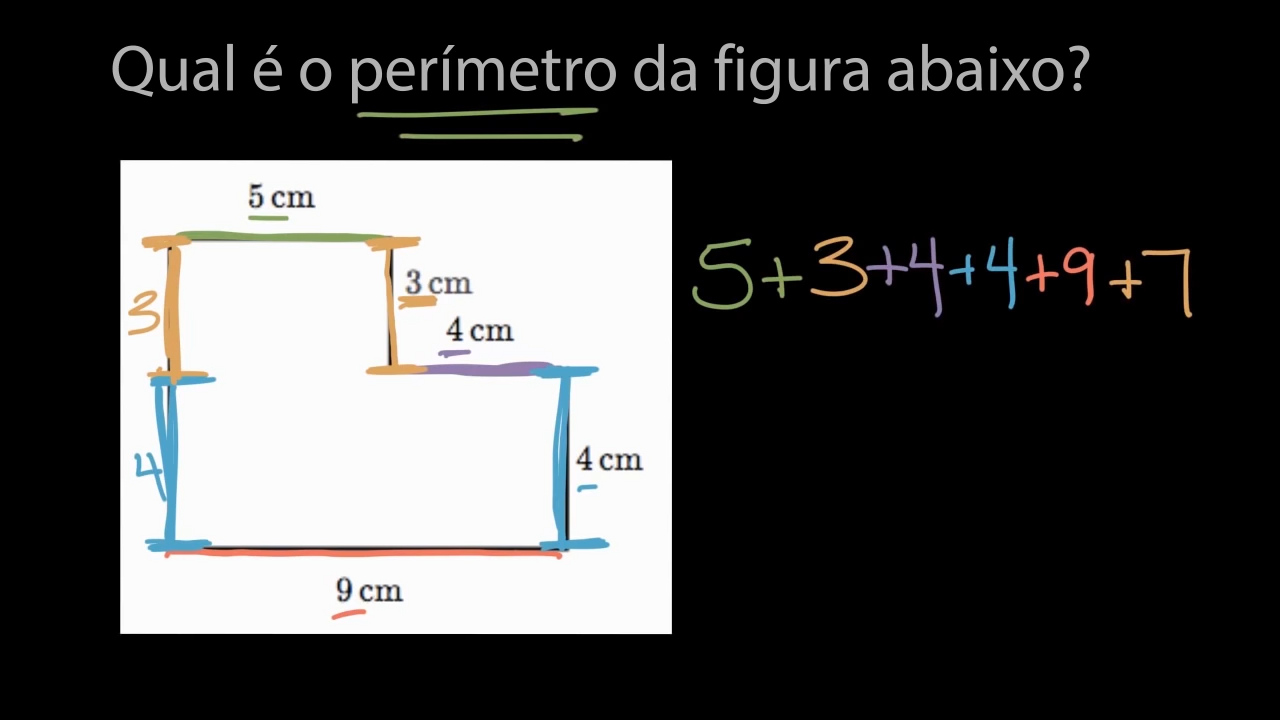 Qual é o perímetro da figura abaixo?
5 cm
3 cm
3
4 cm
4
4 cm
9 cm
5+3+4+4+9+7